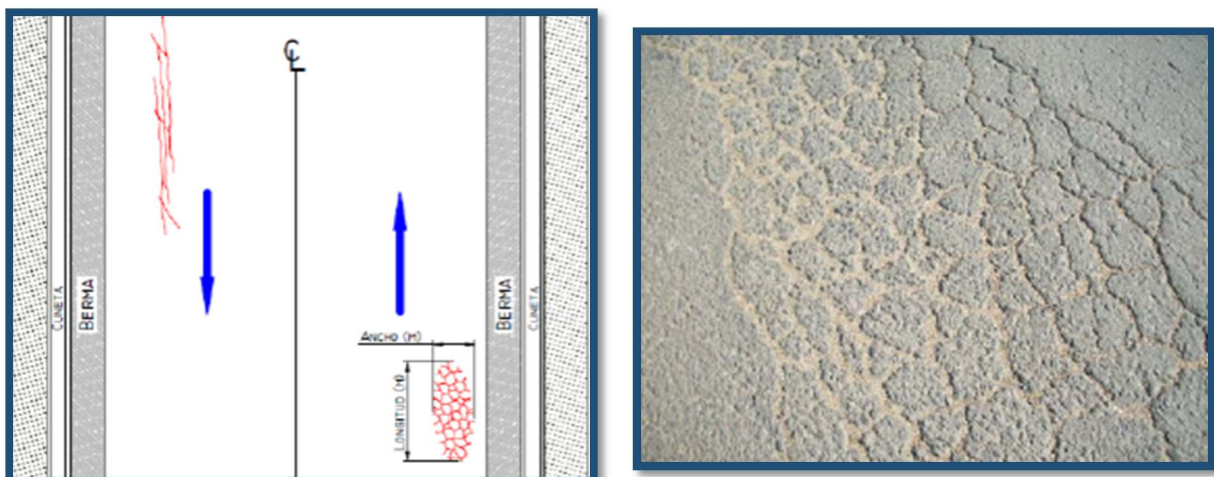 CL
CUNETA
BERMA
ANCHO (M)
LONGITUD (M)
BERMA
CUNETA